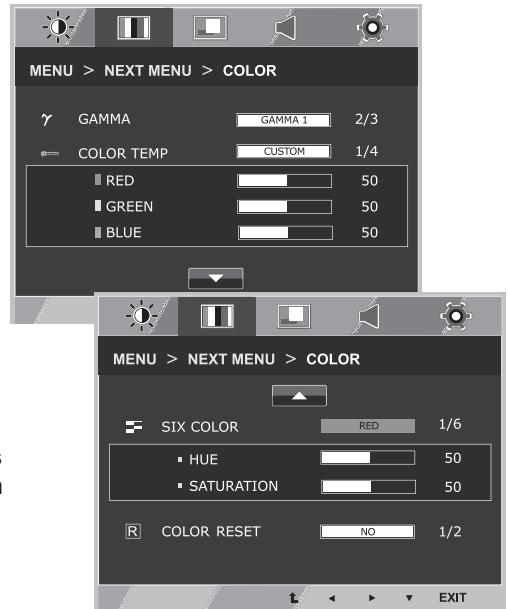 MENU > NEXT MENU > COLOR
γ GAMMA GAMMA 1 2/3
COLOR TEMP CUSTOM 1/4
RED 50
GREEN 50
BLUE 50
MENU > NEXT MENU > COLOR
SIX COLOR RED 1/6
HUE 50
SATURATION 50
R COLOR RESET NO 1/2
EXIT